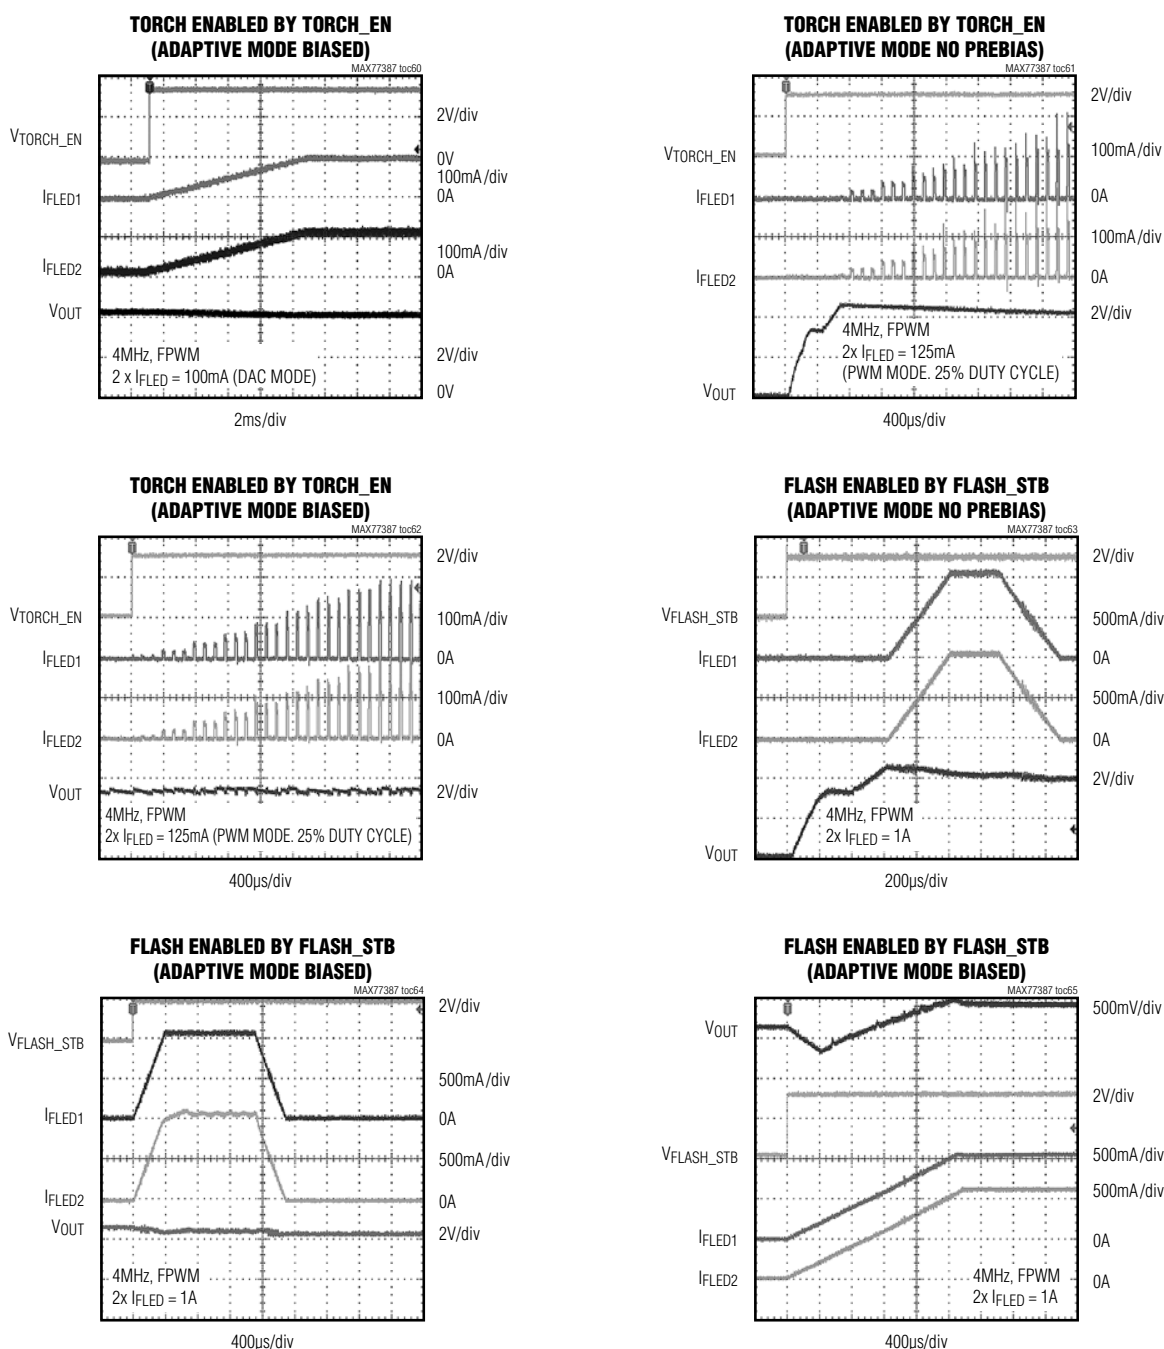 TORCH ENABLED BY TORCH_EN
(ADAPTIVE MODE BIASED)
MAX77387 toc60
VTORCH_EN
IFLED1
IFLED2
VOUT
2V/div
0V
100mA/div
0A
100mA/div
0A
2V/div
0V
4MHz, FPWM
2 x IFLED = 100mA (DAC MODE)
2ms/div
TORCH ENABLED BY TORCH_EN
(ADAPTIVE MODE NO PREBIAS)
MAX77387 toc61
VTORCH_EN
IFLED1
IFLED2
VOUT
2V/div
100mA/div
0A
100mA/div
0A
2V/div
4MHz, FPWM
2x IFLED = 125mA
(PWM MODE. 25% DUTY CYCLE)
400µs/div
TORCH ENABLED BY TORCH_EN
(ADAPTIVE MODE BIASED)
MAX77387 toc62
VTORCH_EN
IFLED1
IFLED2
VOUT
2V/div
100mA/div
0A
100mA/div
0A
2V/div
4MHz, FPWM
2x IFLED = 125mA (PWM MODE. 25% DUTY CYCLE)
400µs/div
FLASH ENABLED BY FLASH_STB
(ADAPTIVE MODE NO PREBIAS)
MAX77387 toc63
VFLASH_STB
IFLED1
IFLED2
VOUT
2V/div
500mA/div
0A
500mA/div
0A
2V/div
4MHz, FPWM
2x IFLED = 1A
200µs/div
FLASH ENABLED BY FLASH_STB
(ADAPTIVE MODE BIASED)
MAX77387 toc64
VFLASH_STB
IFLED1
IFLED2
VOUT
2V/div
500mA/div
0A
500mA/div
0A
2V/div
4MHz, FPWM
2x IFLED = 1A
400µs/div
FLASH ENABLED BY FLASH_STB
(ADAPTIVE MODE BIASED)
MAX77387 toc65
VOUT
VFLASH_STB
IFLED1
IFLED2
500mV/div
2V/div
500mA/div
500mA/div
0A
0A
4MHz, FPWM
2x IFLED = 1A
400µs/div